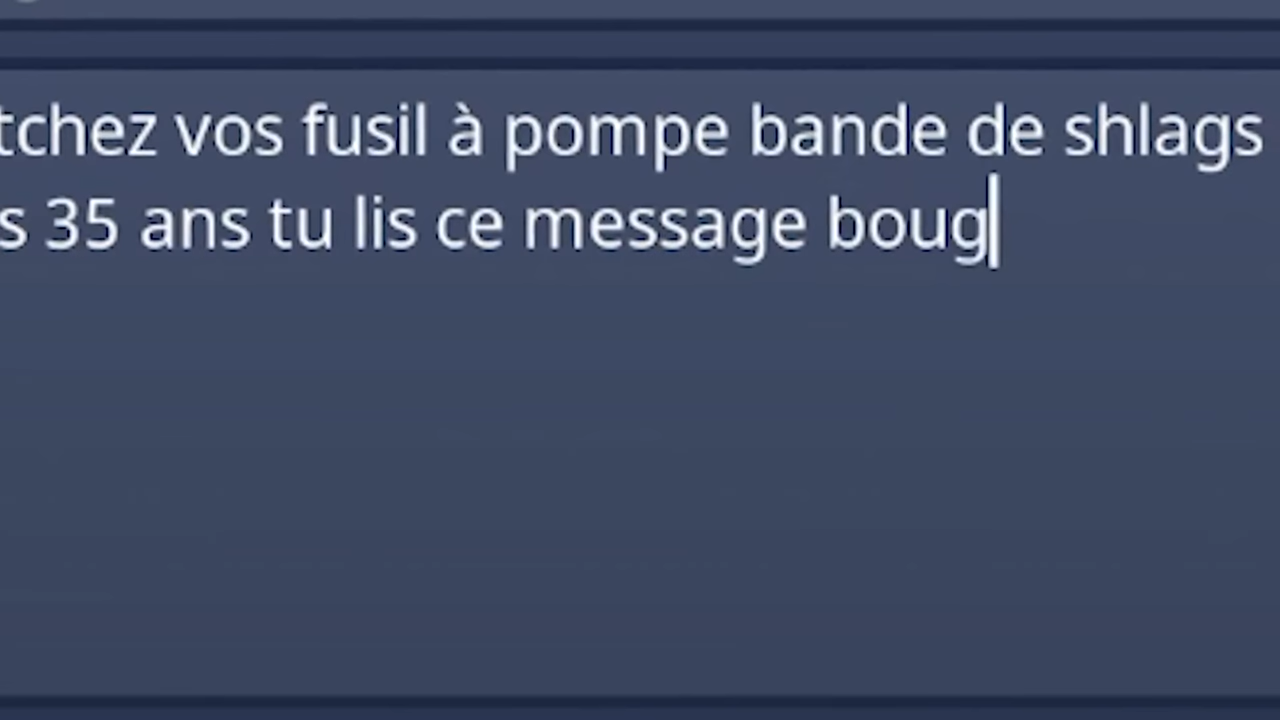 tchez vos fusil à pompe bande de shlags
s 35 ans tu lis ce message boug